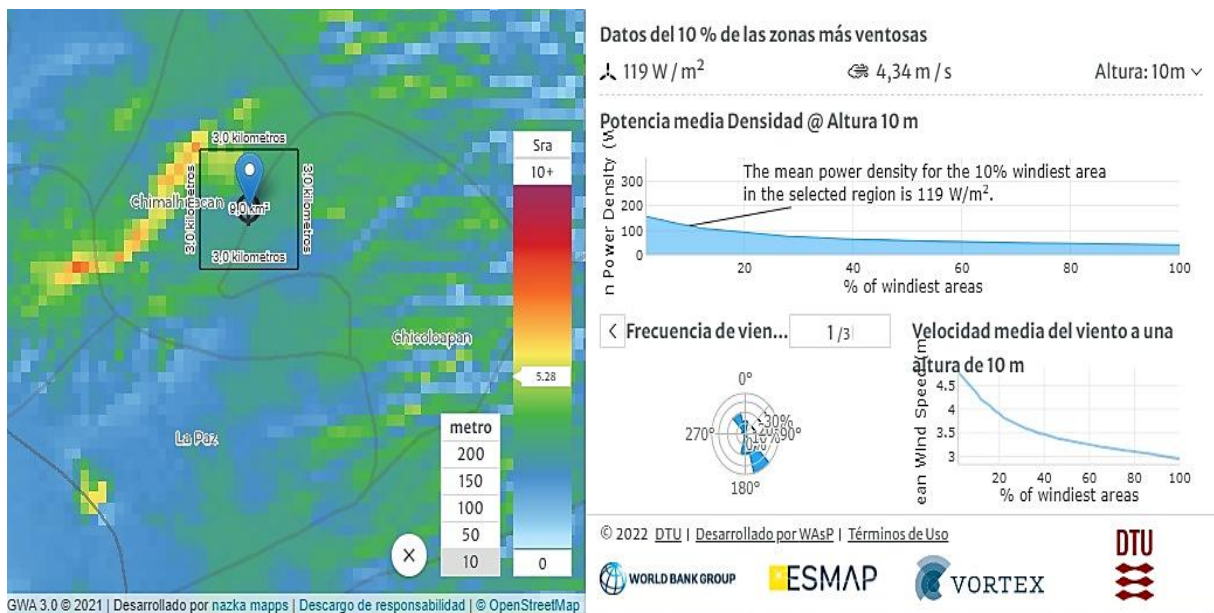 3,0 kilometros
3,0 kilometros
3,0 kilometros
Chimalhuacan
9,0 km²
3,0 kilometros
Chicoloapan
La Paz
Sra
10+
5.28
0
metro
200
150
100
50
10
GWA 3.0 © 2021 | Desarrollado por nazka mapps | Descargo de responsabilidad | © OpenStreetMap
Datos del 10 % de las zonas más ventosas
119 W / m²
4,34 m / s
Altura: 10m
Potencia media Densidad @ Altura 10 m
n Power Density (W
300
200
100
0
The mean power density for the 10% windiest area
in the selected region is 119 W/m².
20 40 60 80 100
% of windiest areas
Frecuencia de vien... 1 /3
0°
270°
90°
180°
Velocidad media del viento a una
altura de 10 m
ean Wind Speed (m
4.5
4
3.5
3
20 40 60 80 100
% of windiest areas
© 2022 DTU | Desarrollado por WAsP | Términos de Uso
WORLD BANK GROUP
ESMAP
VORTEX
DTU